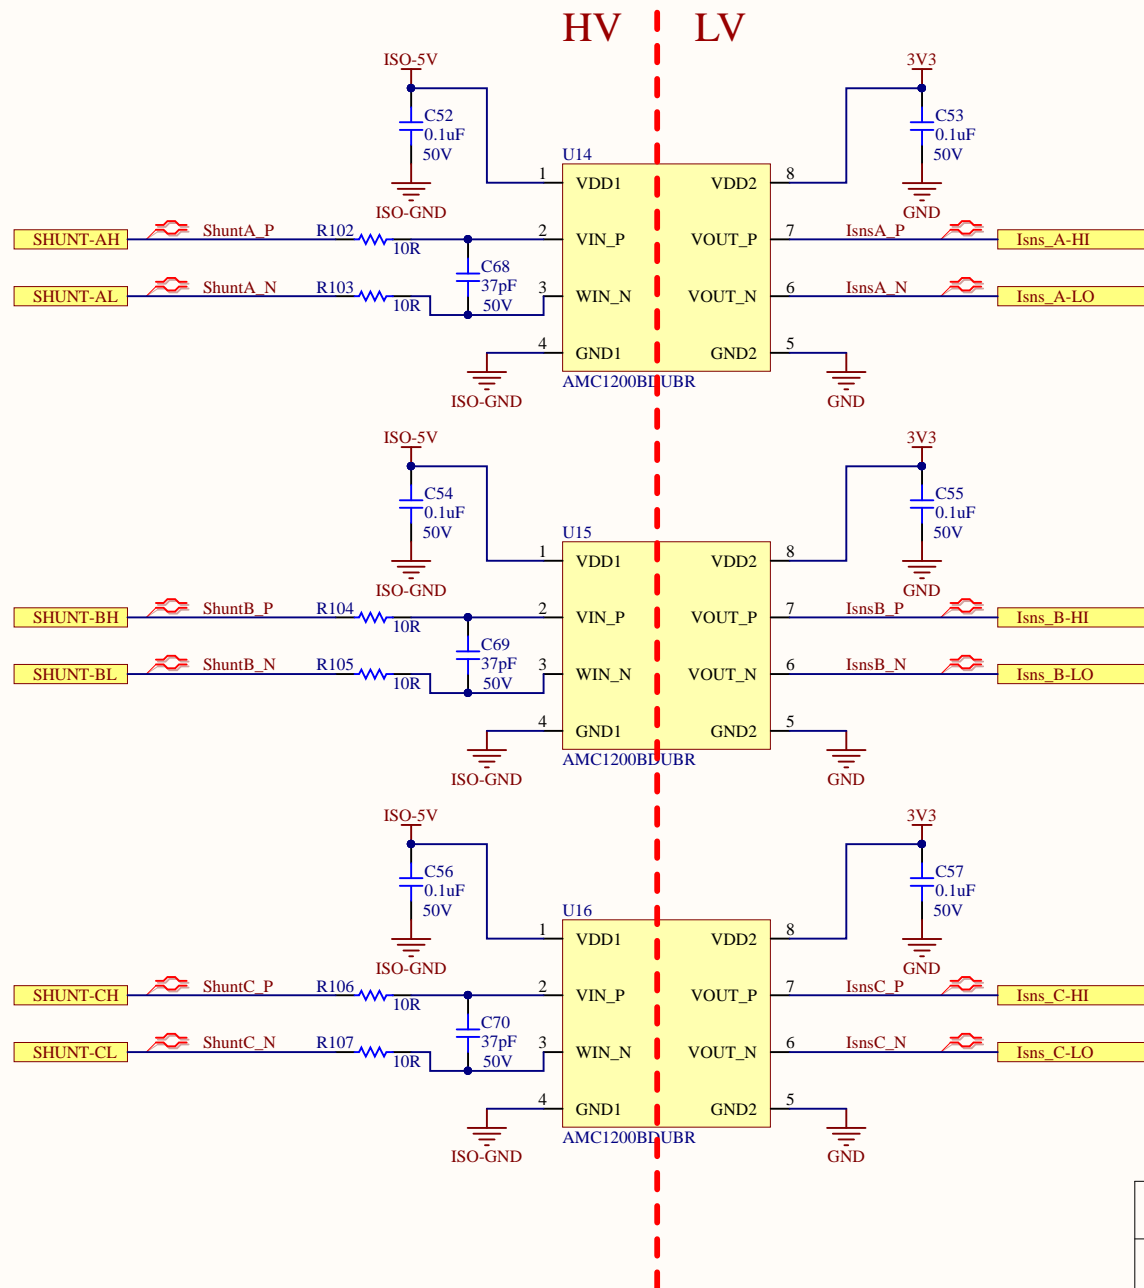 HV LV
ISO-5V 3V3
C52 C53
0.1uF 0.1uF
50V 50V
U14
1 VDD1 VDD2 8
ISO-GND GND
SHUNT-AH ShuntA_P R102 10R 2 VIN_P VOUT_P 7 IsnsA_P Isns_A-HI
C68
37pF
50V
SHUNT-AL ShuntA_N R103 10R 3 WIN_N VOUT_N 6 IsnsA_N Isns_A-LO
4 GND1 GND2 5
AMC1200BDUBR
ISO-GND GND
ISO-5V 3V3
C54 C55
0.1uF 0.1uF
50V 50V
U15
1 VDD1 VDD2 8
ISO-GND GND
SHUNT-BH ShuntB_P R104 10R 2 VIN_P VOUT_P 7 IsnsB_P Isns_B-HI
C69
37pF
50V
SHUNT-BL ShuntB_N R105 10R 3 WIN_N VOUT_N 6 IsnsB_N Isns_B-LO
4 GND1 GND2 5
AMC1200BDUBR
ISO-GND GND
ISO-5V 3V3
C56 C57
0.1uF 0.1uF
50V 50V
U16
1 VDD1 VDD2 8
ISO-GND GND
SHUNT-CH ShuntC_P R106 10R 2 VIN_P VOUT_P 7 IsnsC_P Isns_C-HI
C70
37pF
50V
SHUNT-CL ShuntC_N R107 10R 3 WIN_N VOUT_N 6 IsnsC_N Isns_C-LO
4 GND1 GND2 5
AMC1200BDUBR
ISO-GND GND